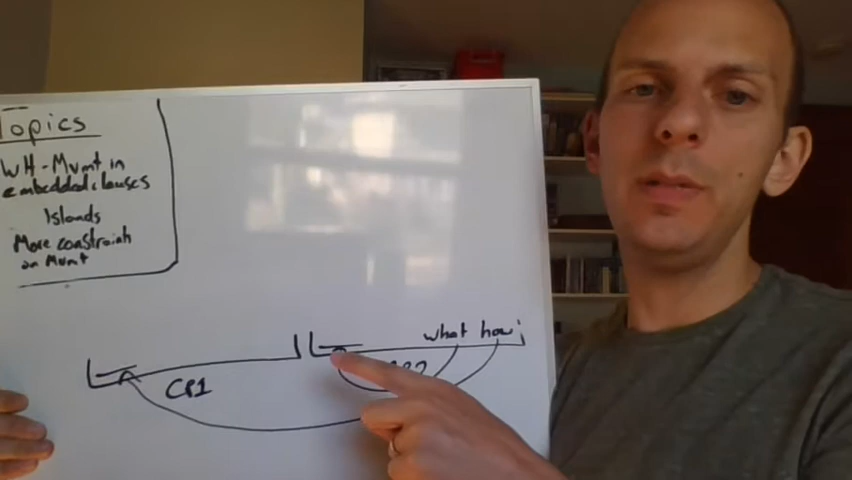 Topics
WH-Mvmt in
embedded clauses
Islands
More constraints
on Mvmt
what how
CP1